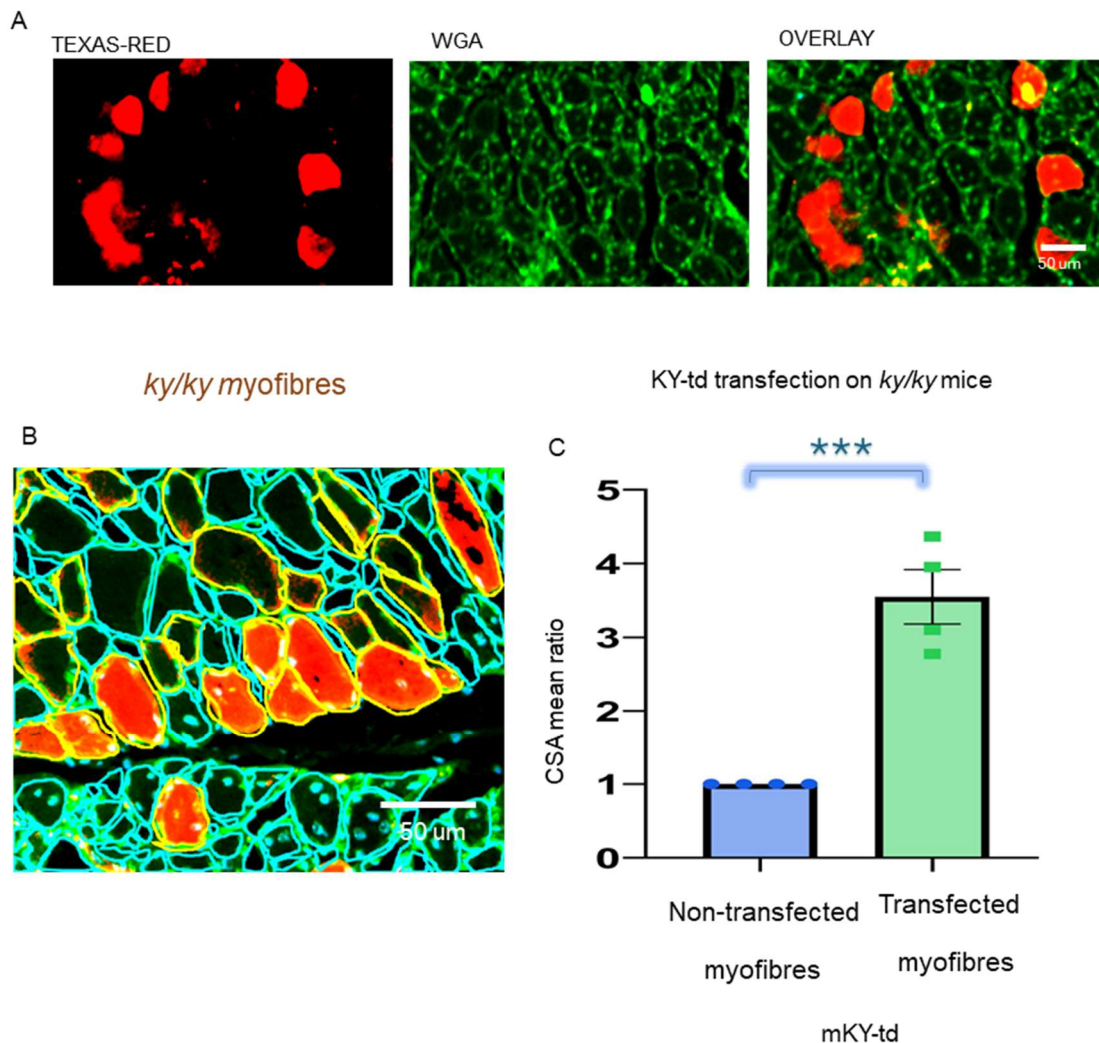 A
TEXAS-RED
WGA
OVERLAY
50 um
ky/ky myofibres
KY-td transfection on ky/ky mice
B
50 um
C
***
CSA mean ratio
5
4
3
2
1
0
Non-transfected
myofibres
Transfected
myofibres
mKY-td